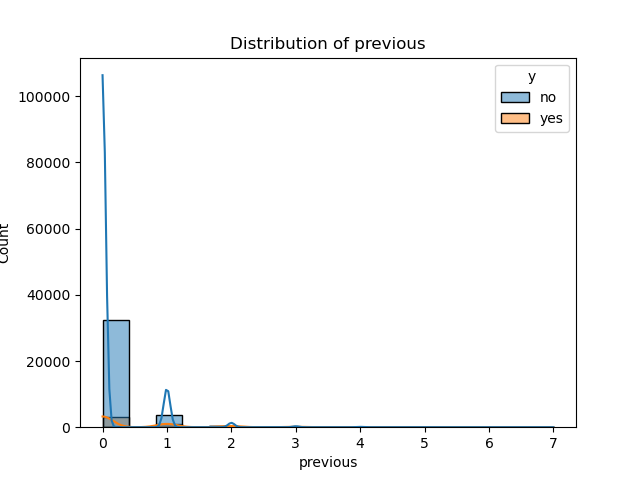 Distribution of previous
y
no
yes
100000
80000
60000
40000
20000
0
Count
0 1 2 3 4 5 6 7
previous